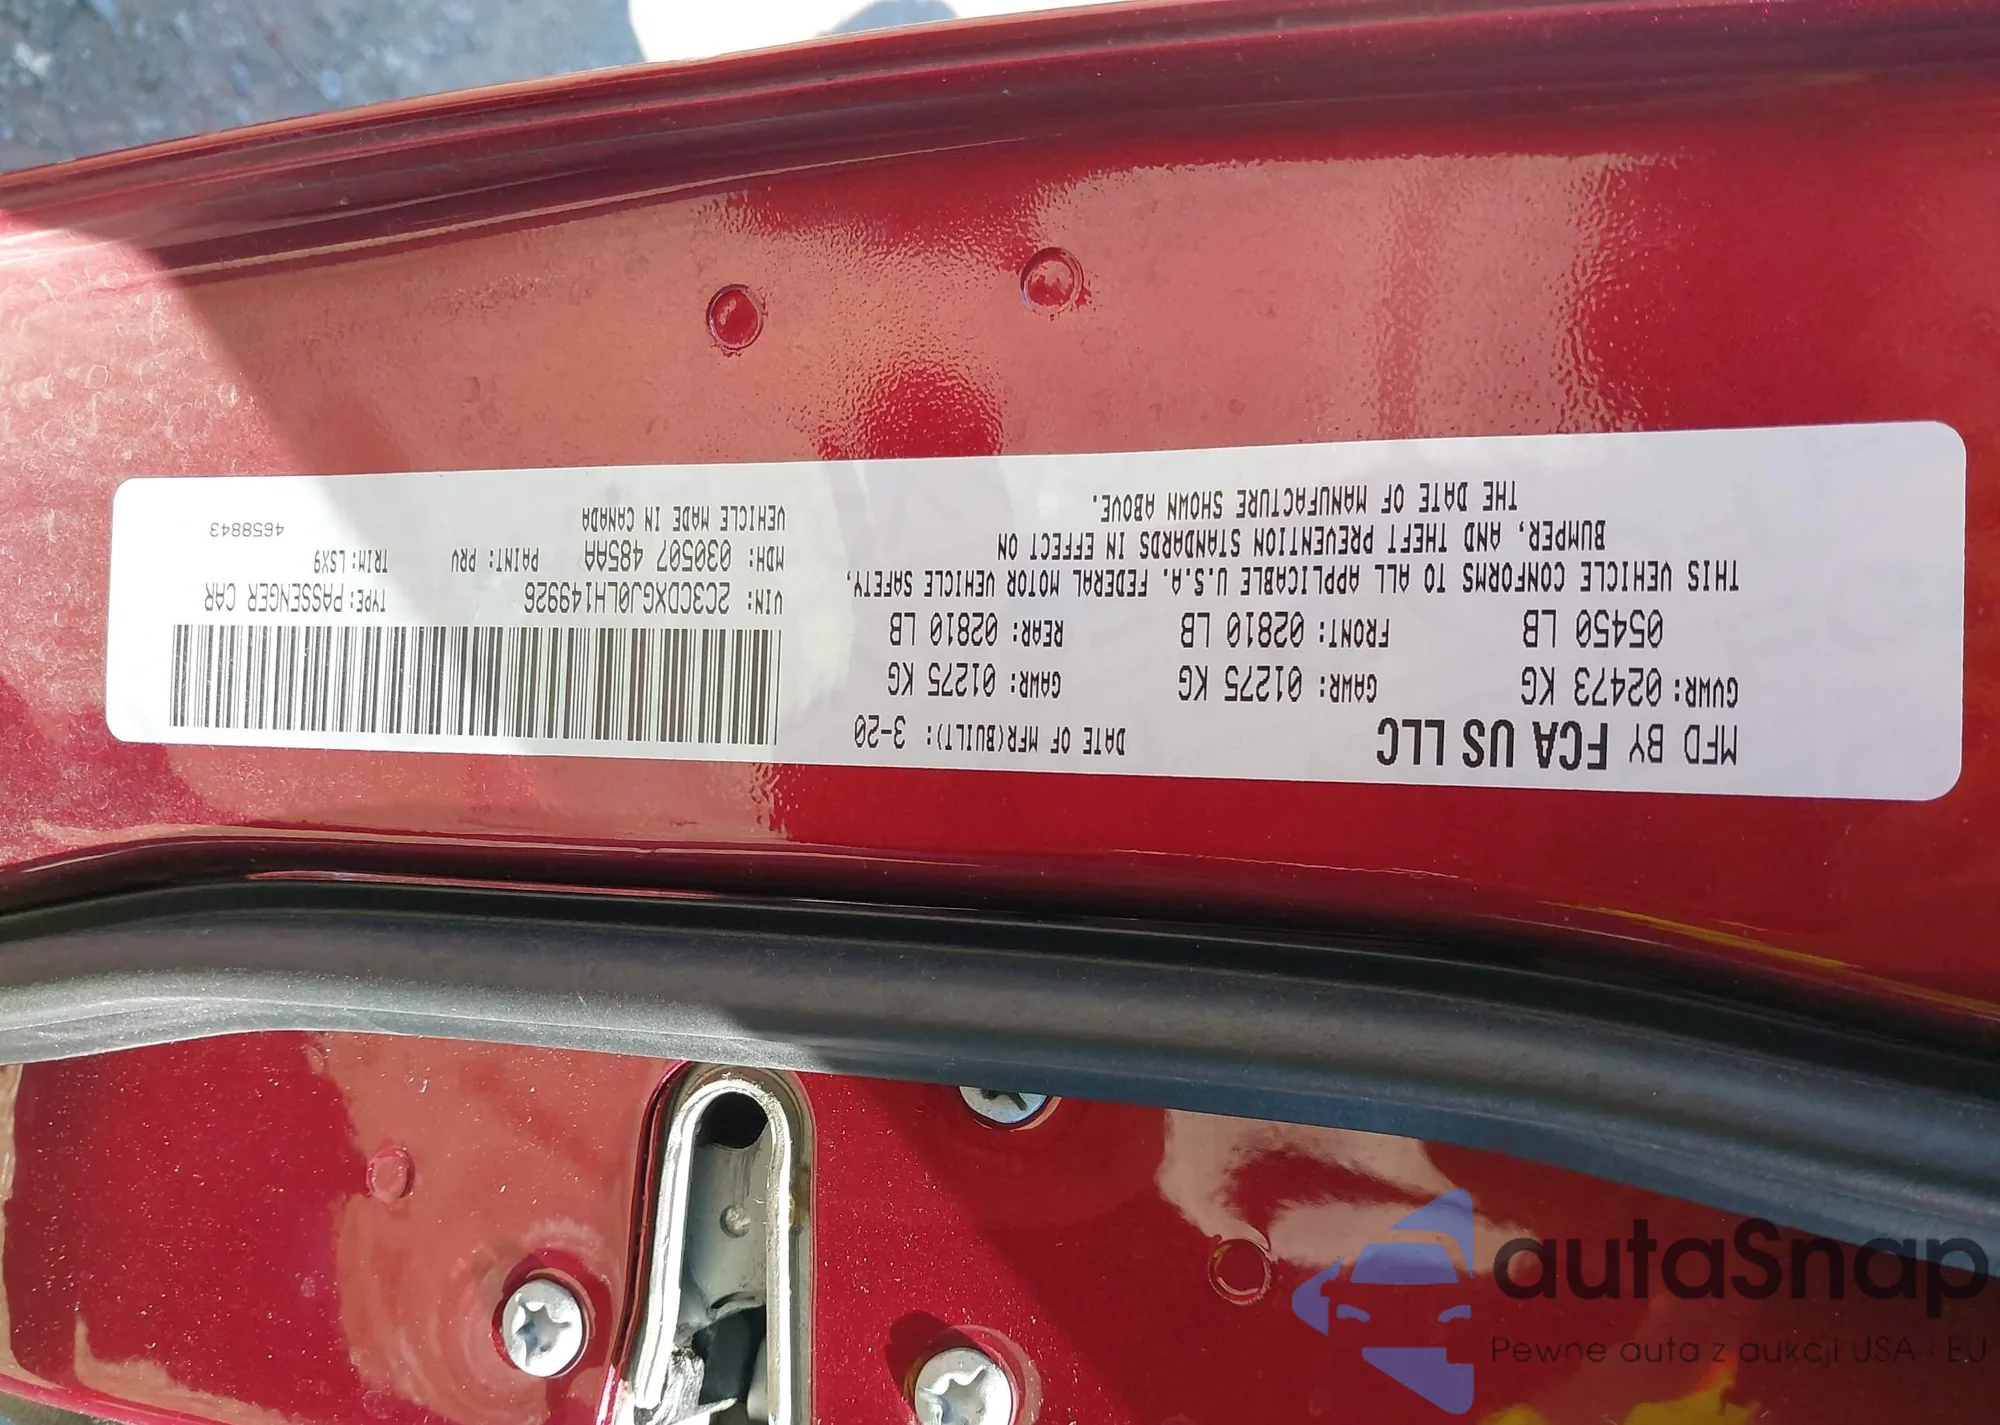 MFD BY FCA US LLC
DATE OF MFR(BUILT): 3-20
GVWR: 02473 KG
GAWR: 01275 KG
GAWR: 01275 KG
05450 LB
FRONT: 02810 LB
REAR: 02810 LB
THIS VEHICLE CONFORMS TO ALL APPLICABLE U.S.A. FEDERAL MOTOR VEHICLE SAFETY,
BUMPER, AND THEFT PREVENTION STANDARDS IN EFFECT ON
THE DATE OF MANUFACTURE SHOWN ABOVE.
VIN: 2C3CDXGJ0LH149926
TYPE: PASSENGER CAR
MDH: 030507 485AA
PAINT: PRV
TRIM: LSX9
VEHICLE MADE IN CANADA
4658843
autaSnap
Pewne auta z aukcji USA i EU